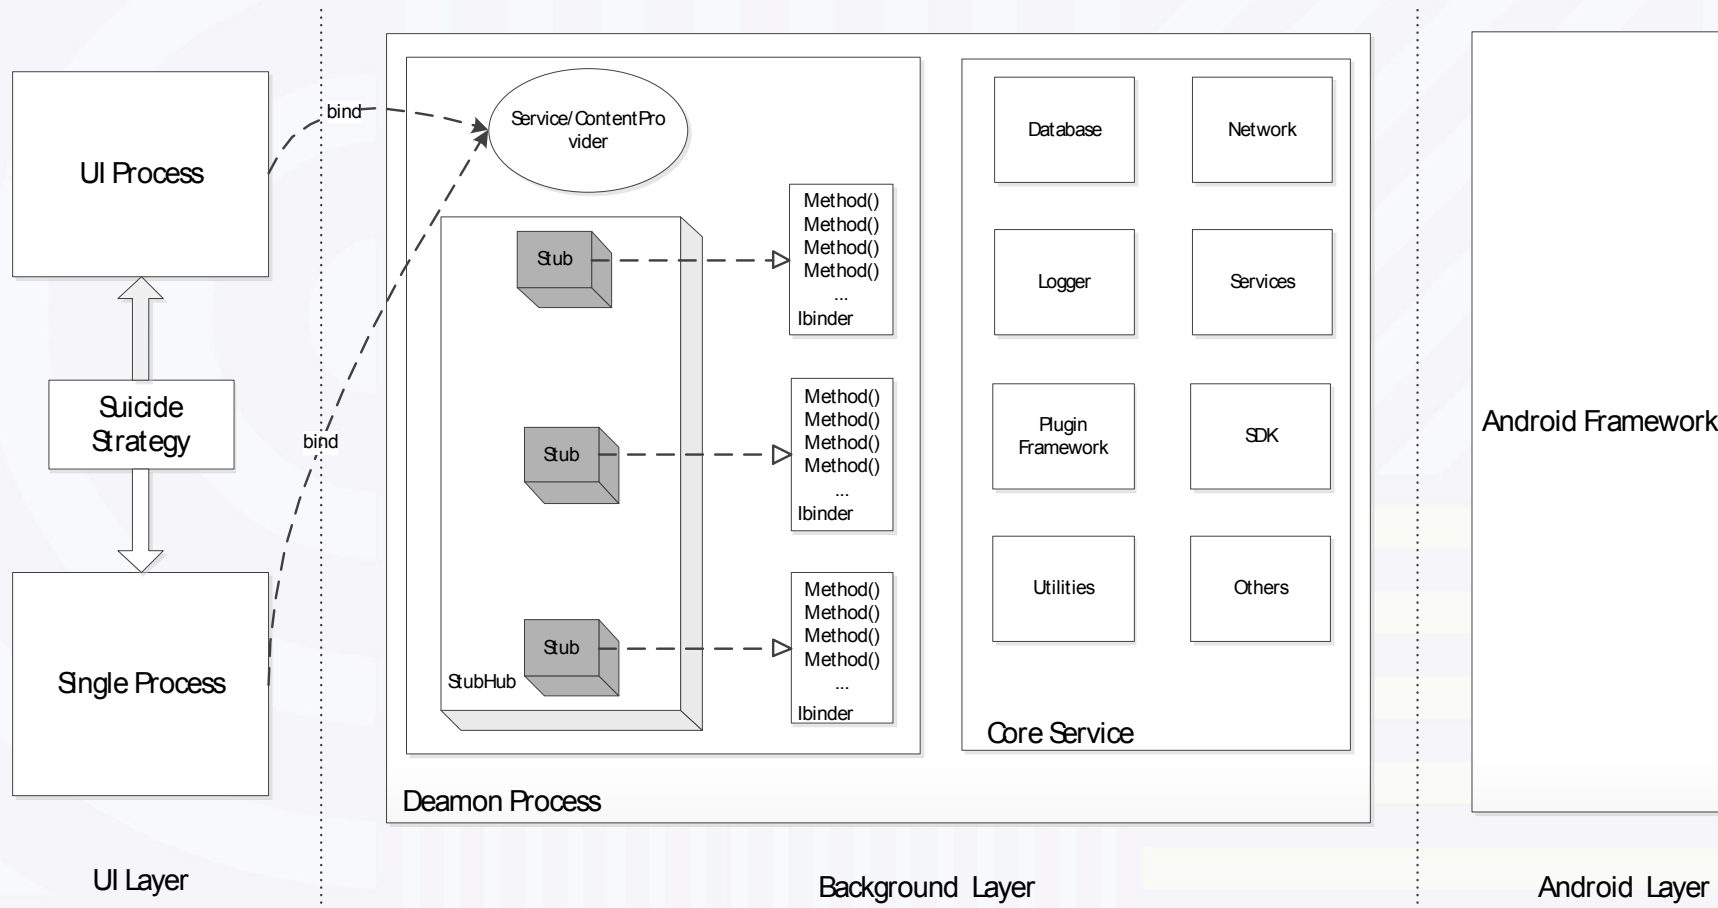 UI Process
Suicide
Strategy
Single Process
UI Layer
bind
bind
Service/ContentPro
vider
Stub
Method()
Method()
Method()
Method()
...
Ibinder
Stub
Method()
Method()
Method()
Method()
...
Ibinder
Stub
StubHub
Method()
Method()
Method()
Method()
...
Ibinder
Deamon Process
Database
Network
Logger
Services
Plugin
Framework
SDK
Utilities
Others
Core Service
Background Layer
Android Framework
Android Layer